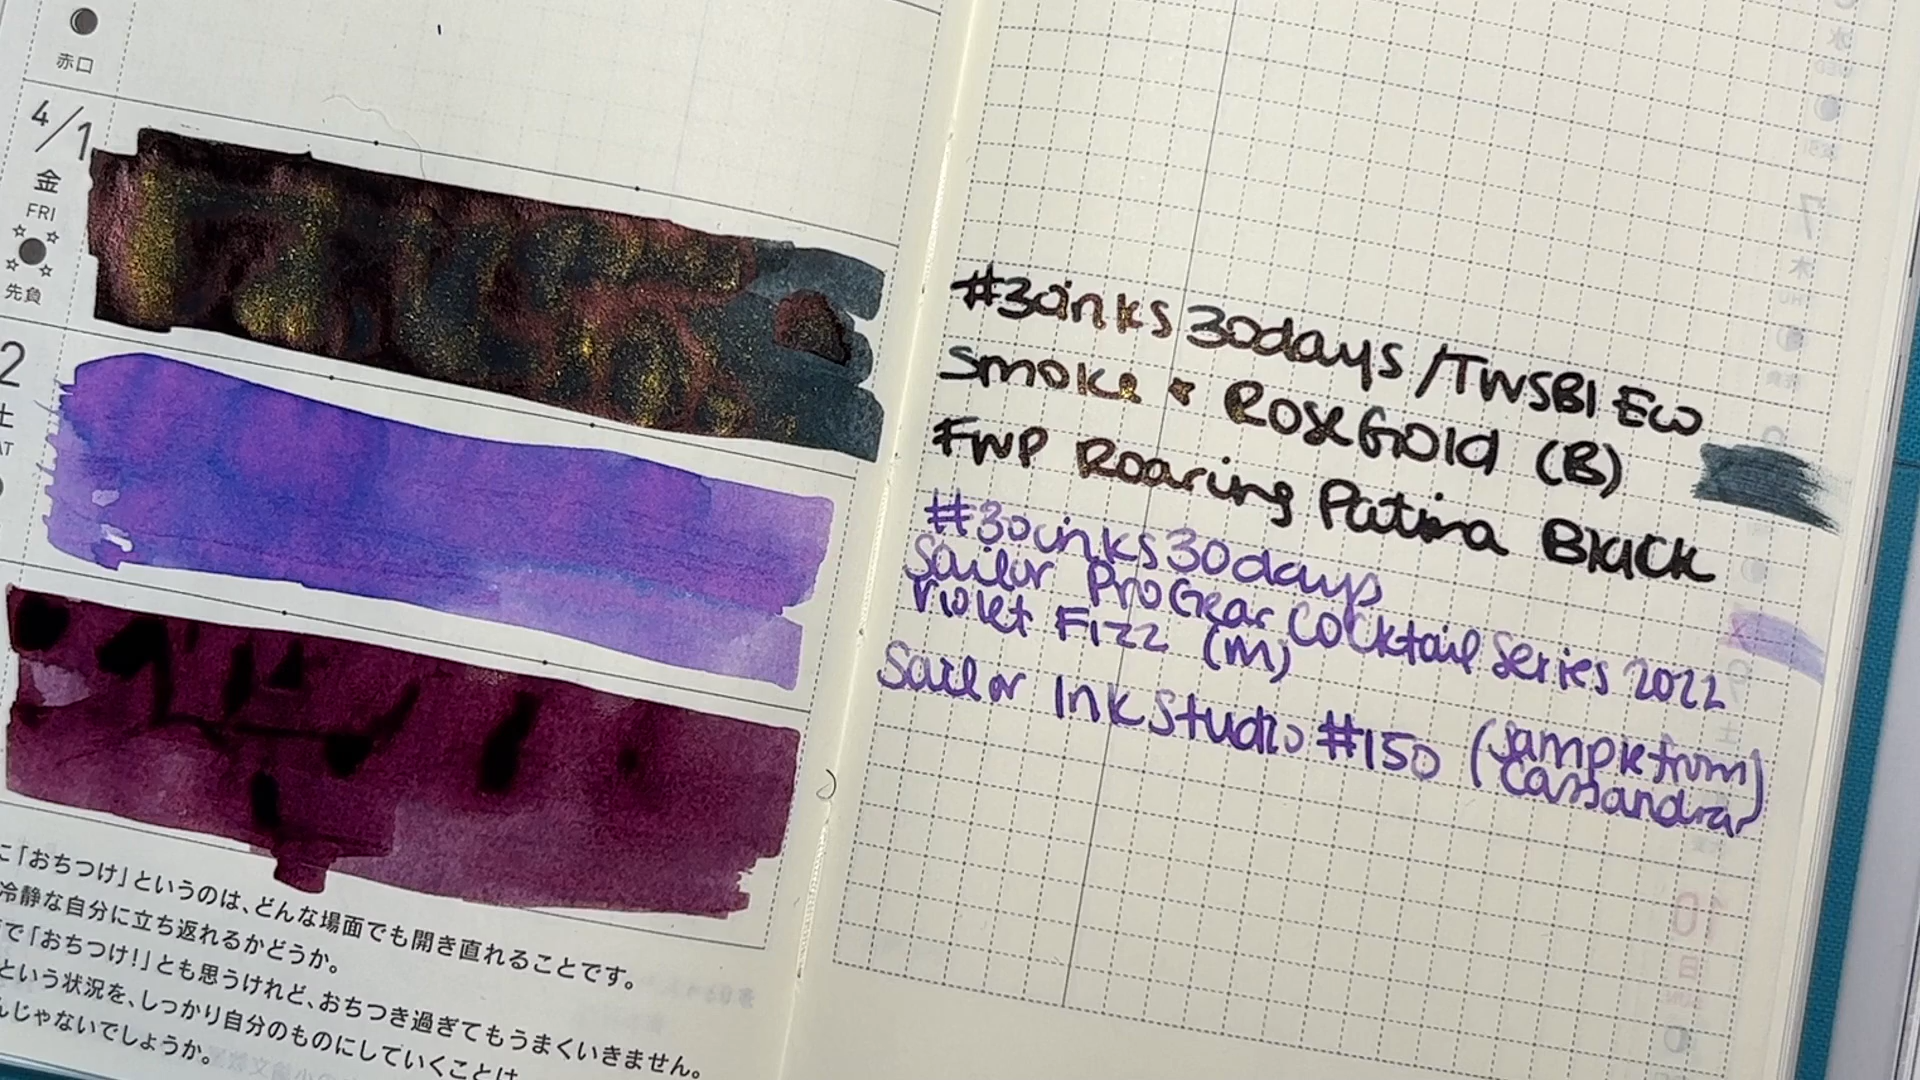 赤口
4/1
金
FRI
先負
2
土
に「おちつけ」というのは、どんな場面でも開き直れることです。
冷静な自分に立ち返れるかどうか。
で「おちつけ!」とも思うけれど、おちつき過ぎてもうまくいきません。
という状況を、しっかり自分のものにしていくことは
んじゃないでしょうか。
#30inks30days/TWSBI Eco
Smoke & RoseGold (B)
FWP Roaring Patina Black
#30inks30days
Sailor ProGear Cocktail Series 2022
Violet Fizz (M)
Sailor Ink Studio #150 (Sample from
Cassandra)